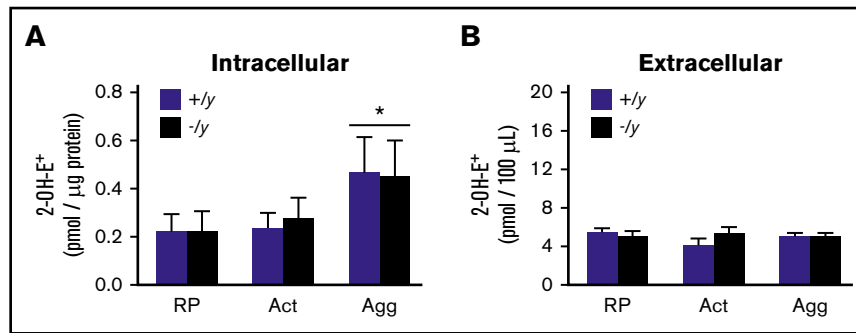 A
Intracellular
2-OH-E⁺
(pmol / µg protein)
0.8
0.6
0.4
0.2
0.0
+/y
-/y
*
RP Act Agg
B
Extracellular
2-OH-E⁺
(pmol / 100 µL)
20
16
12
8
4
0
+/y
-/y
RP Act Agg